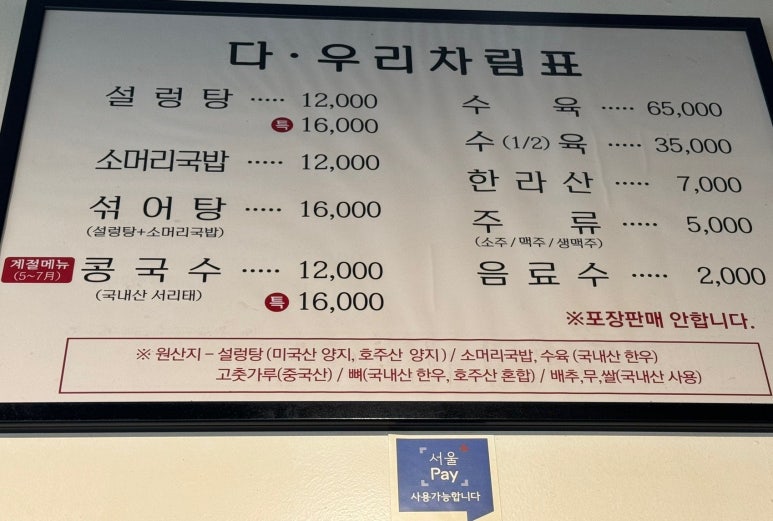 다·우리차림표
설 렁 탕 ····· 12,000
특 16,000
소머리국밥 ····· 12,000
섞 어 탕 ····· 16,000
(설렁탕+소머리국밥)
계절메뉴
(5~7月)
콩 국 수 ····· 12,000
(국내산 서리태)
특 16,000
수 육 ····· 65,000
수 (1/2) 육 ····· 35,000
한 라 산 ····· 7,000
주 류 ····· 5,000
(소주 / 맥주 / 생맥주)
음 료 수 ····· 2,000
※포장판매 안합니다.
※ 원산지 - 설렁탕 (미국산 양지, 호주산 양지) / 소머리국밥, 수육 (국내산 한우)
고춧가루(중국산) / 뼈(국내산 한우, 호주산 혼합) / 배추,무,쌀(국내산 사용)
서울
Pay
사용가능합니다